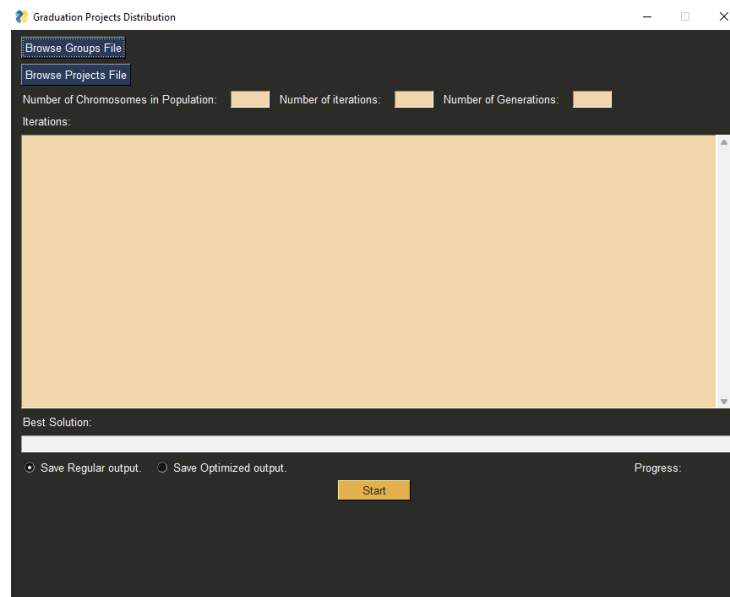 Graduation Projects Distribution
Browse Groups File
Browse Projects File
Number of Chromosomes in Population: Number of iterations: Number of Generations:
Iterations:
Best Solution:
Save Regular output. Save Optimized output. Progress:
Start